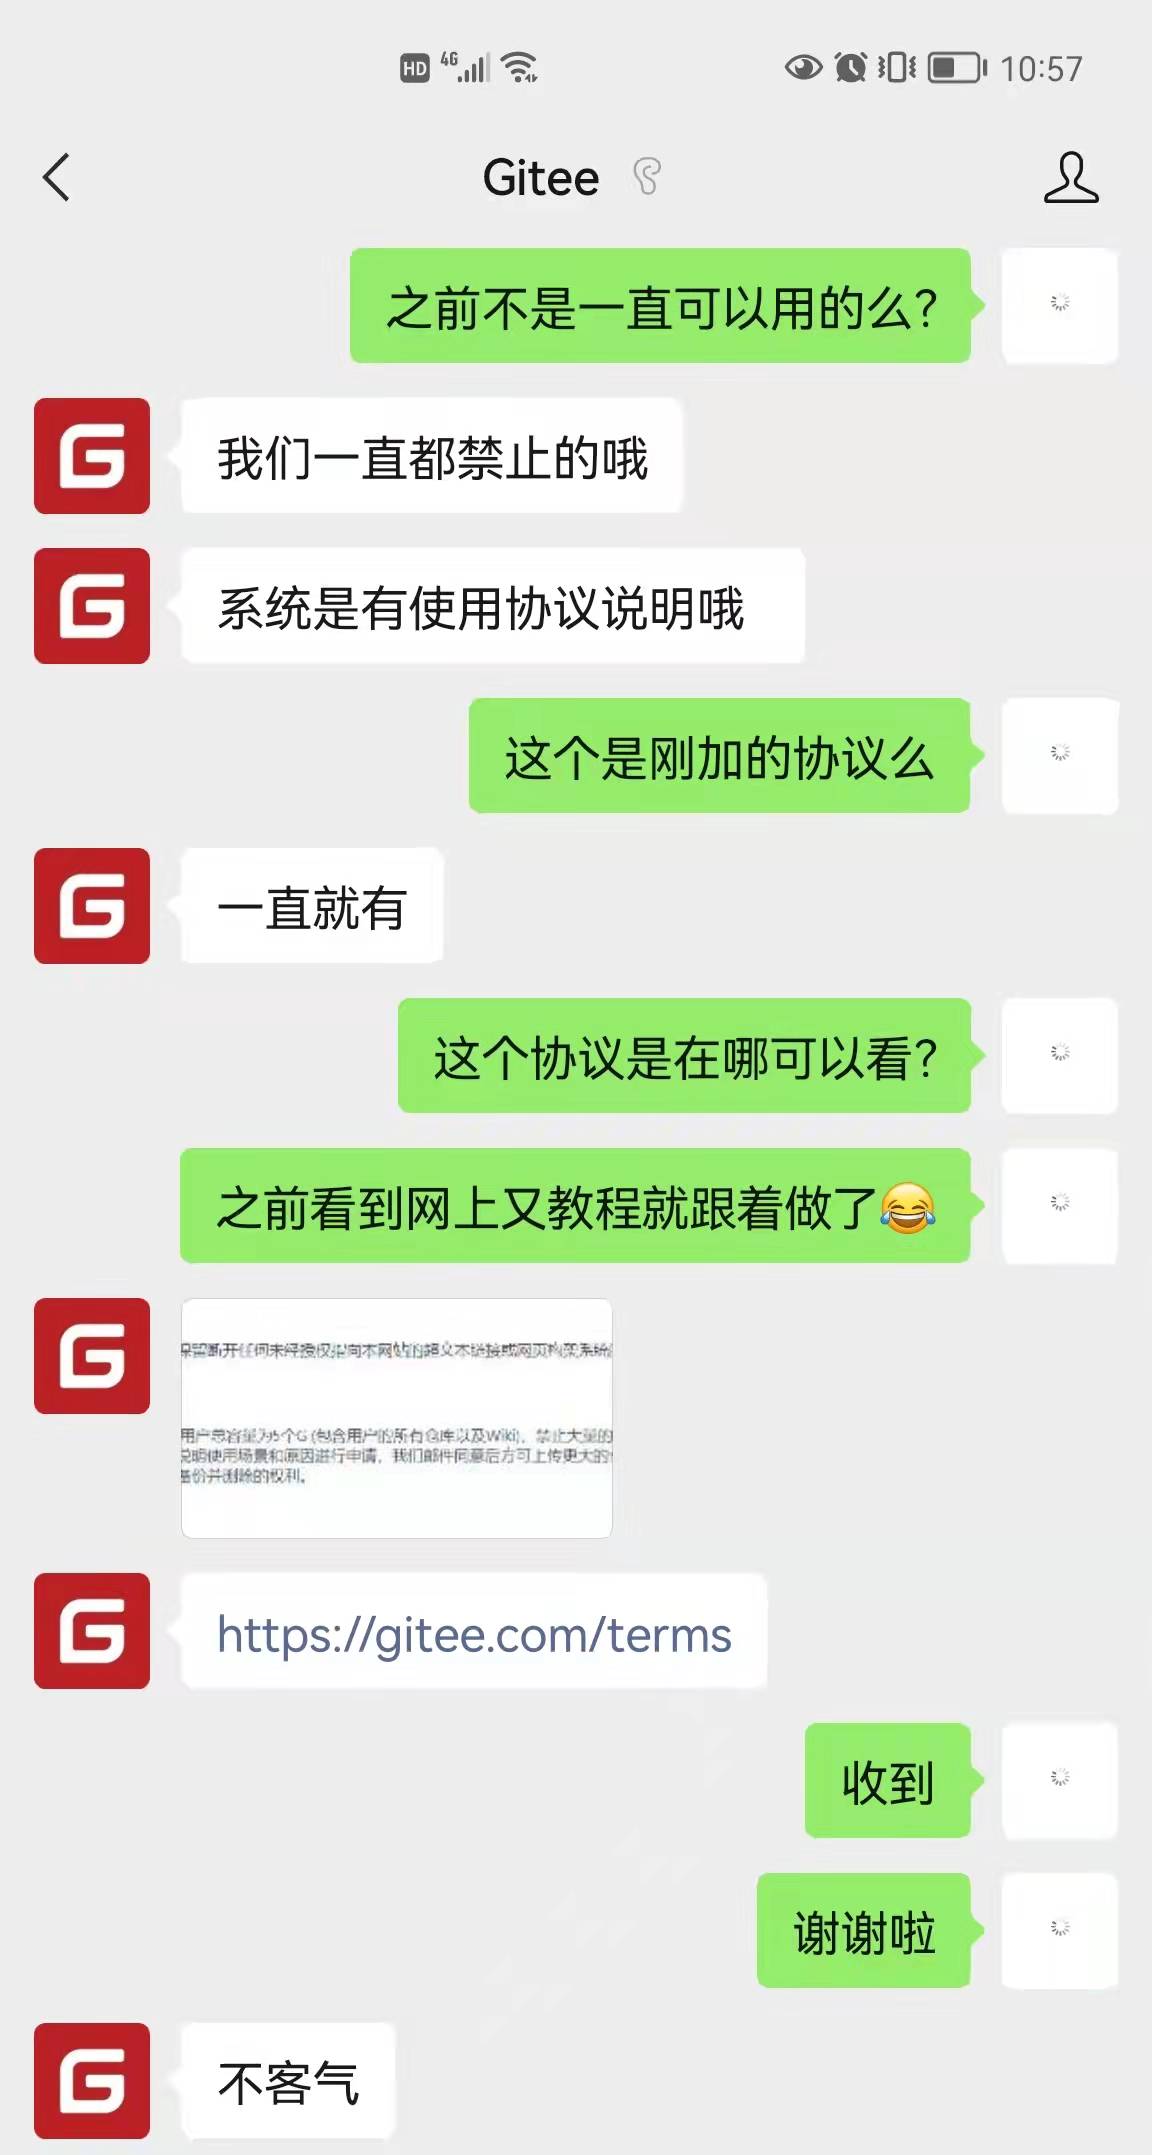 HD 4G 10:57
Gitee
之前不是一直可以用的么?
我们一直都禁止的哦
系统是有使用协议说明哦
这个是刚加的协议么
一直就有
这个协议是在哪可以看?
之前看到网上又教程就跟着做了😂
保留断开任何未经授权指向本网站的超文本链接或网页构架系统
用户总容量为5个G (包含用户的所有仓库以及Wiki)，禁止大量的
说明使用场景和原因进行申请，我们邮件同意后方可上传更大的
备份并删除的权利。
https://gitee.com/terms
收到
谢谢啦
不客气